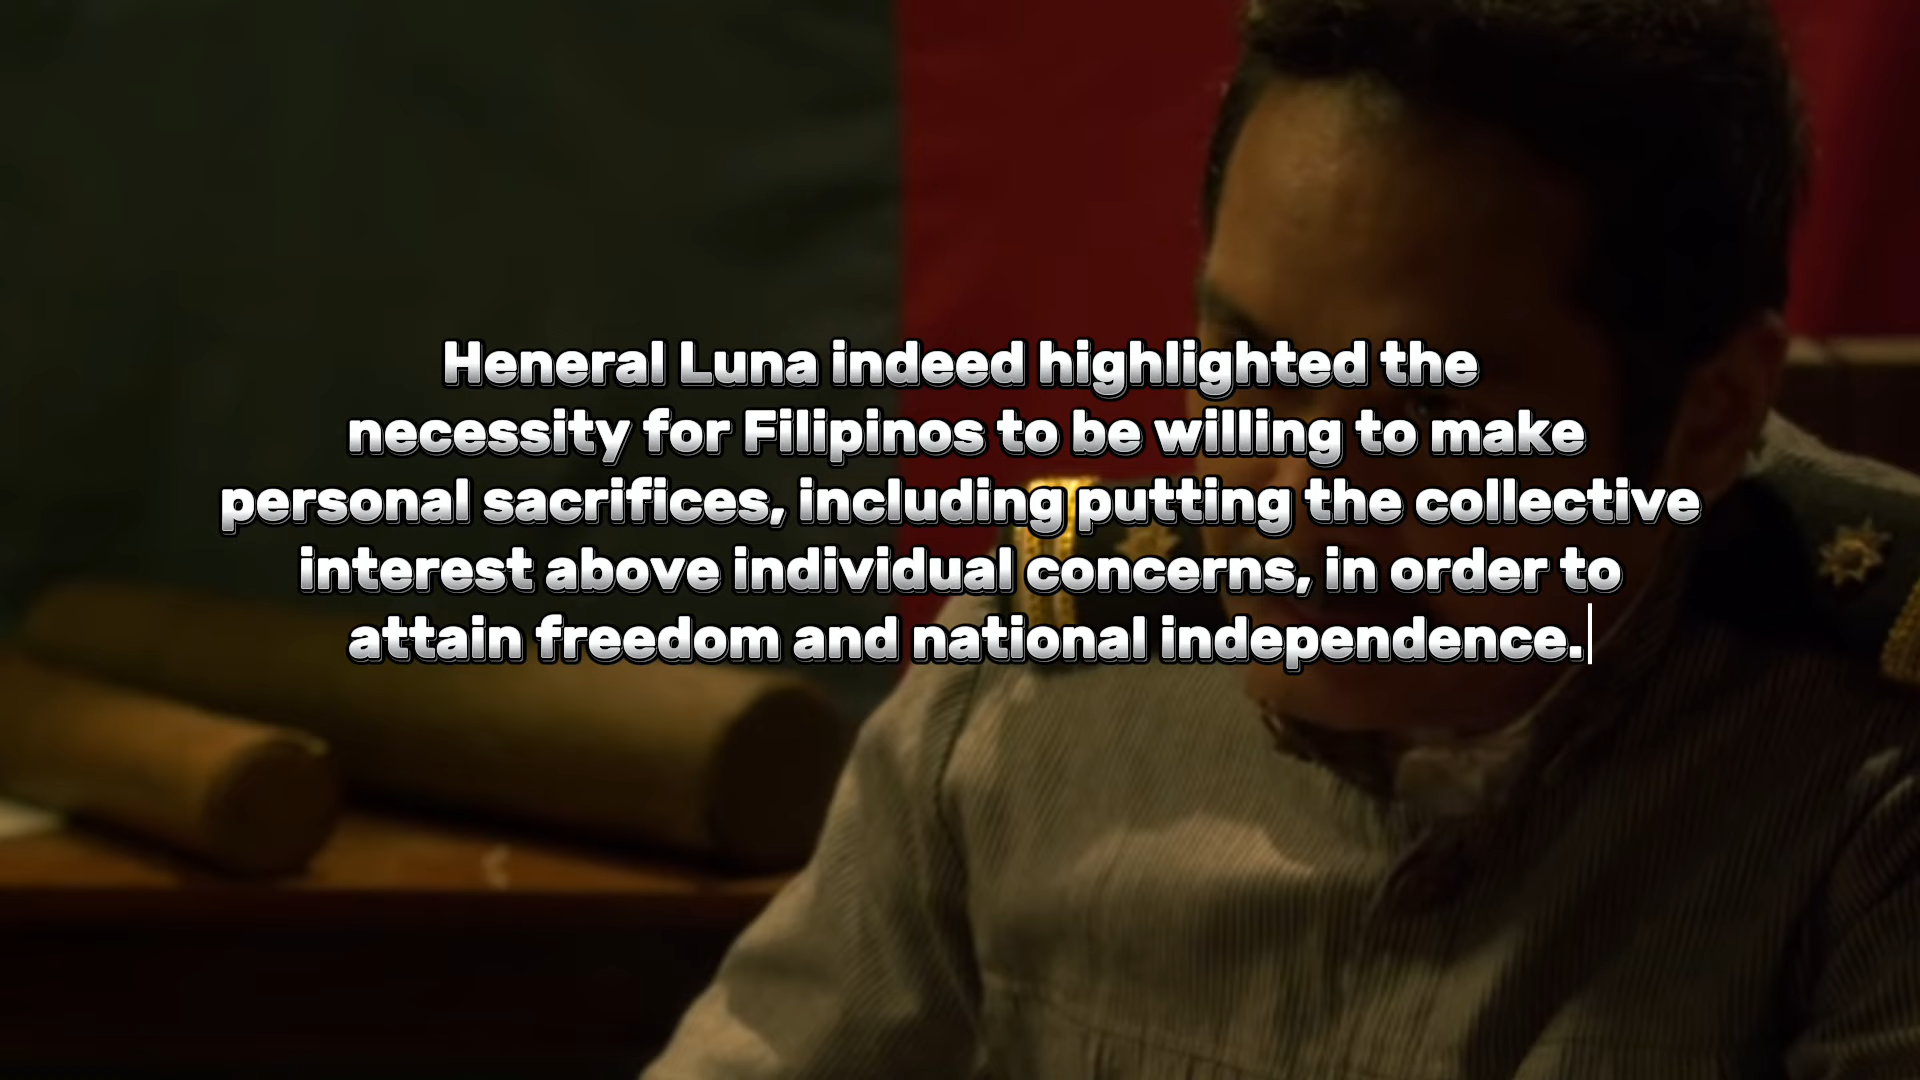 Heneral Luna indeed highlighted the
necessity for Filipinos to be willing to make
personal sacrifices, including putting the collective
interest above individual concerns, in order to
attain freedom and national independence.